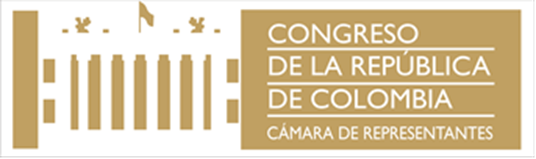 CONGRESO
DE LA REPÚBLICA
DE COLOMBIA
CÁMARA DE REPRESENTANTES